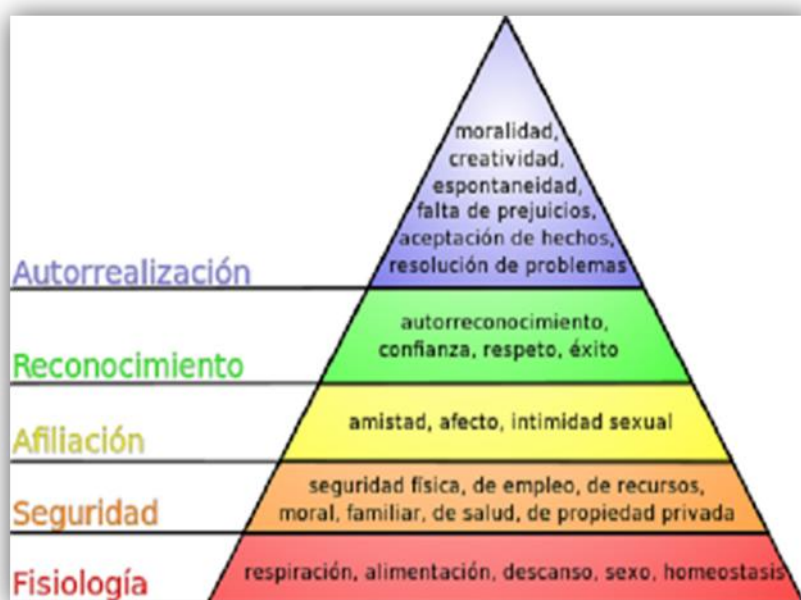 moralidad,
creatividad,
espontaneidad,
falta de prejuicios,
aceptación de hechos,
resolución de problemas
Autorrealización
autorreconocimiento,
confianza, respeto, éxito
Reconocimiento
amistad, afecto, intimidad sexual
Afiliación
seguridad física, de empleo, de recursos,
moral, familiar, de salud, de propiedad privada
Seguridad
respiración, alimentación, descanso, sexo, homeostasis
Fisiología